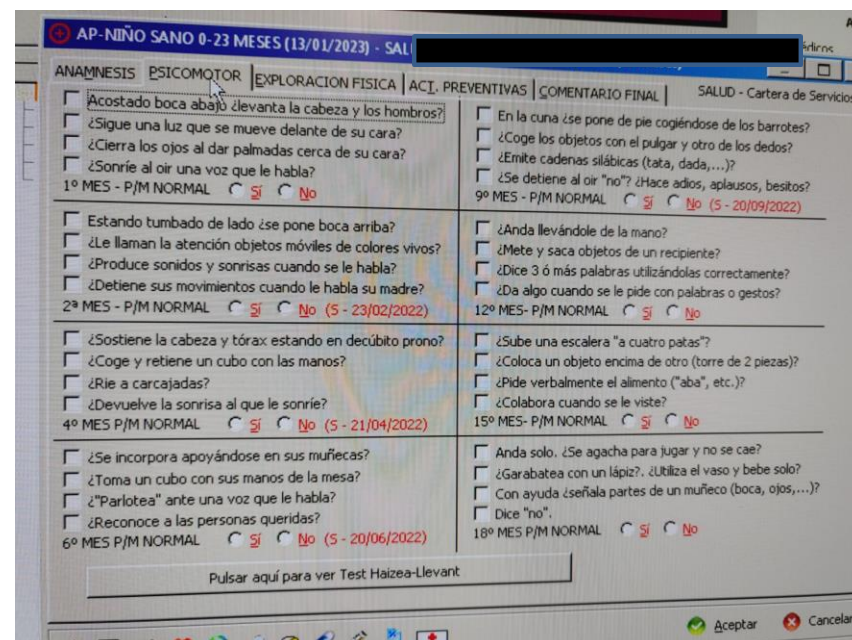 AP-NIÑO SANO 0-23 MESES (13/01/2023) - SAL
ANAMNESIS PSICOMOTOR EXPLORACION FISICA ACT. PREVENTIVAS COMENTARIO FINAL SALUD - Cartera de Servicios
Acostado boca abajo ¿levanta la cabeza y los hombros?
¿Sigue una luz que se mueve delante de su cara?
¿Cierra los ojos al dar palmadas cerca de su cara?
¿Sonríe al oir una voz que le habla?
1º MES - P/M NORMAL Sí No
Estando tumbado de lado ¿se pone boca arriba?
¿Le llaman la atención objetos móviles de colores vivos?
¿Produce sonidos y sonrisas cuando se le habla?
¿Detiene sus movimientos cuando le habla su madre?
2ª MES - P/M NORMAL Sí No (S - 23/02/2022)
¿Sostiene la cabeza y tórax estando en decúbito prono?
¿Coge y retiene un cubo con las manos?
¿Rie a carcajadas?
¿Devuelve la sonrisa al que le sonríe?
4º MES P/M NORMAL Sí No (S - 21/04/2022)
¿Se incorpora apoyándose en sus muñecas?
¿Toma un cubo con sus manos de la mesa?
¿"Parlotea" ante una voz que le habla?
¿Reconoce a las personas queridas?
6º MES P/M NORMAL Sí No (S - 20/06/2022)
En la cuna ¿se pone de pie cogiéndose de los barrotes?
¿Coge los objetos con el pulgar y otro de los dedos?
¿Emite cadenas silábicas (tata, dada,...)?
¿Se detiene al oir "no"? ¿Hace adios, aplausos, besitos?
9º MES - P/M NORMAL Sí No (S - 20/09/2022)
¿Anda llevándole de la mano?
¿Mete y saca objetos de un recipiente?
¿Dice 3 ó más palabras utilizándolas correctamente?
¿Da algo cuando se le pide con palabras o gestos?
12º MES- P/M NORMAL Sí No
¿Sube una escalera "a cuatro patas"?
¿Coloca un objeto encima de otro (torre de 2 piezas)?
¿Pide verbalmente el alimento ("aba", etc.)?
¿Colabora cuando se le viste?
15º MES- P/M NORMAL Sí No
Anda solo. ¿Se agacha para jugar y no se cae?
¿Garabatea con un lápiz?. ¿Utiliza el vaso y bebe solo?
Con ayuda ¿señala partes de un muñeco (boca, ojos,...)?
Dice "no".
18º MES P/M NORMAL Sí No
Pulsar aquí para ver Test Haizea-Llevant
Aceptar Cancelar